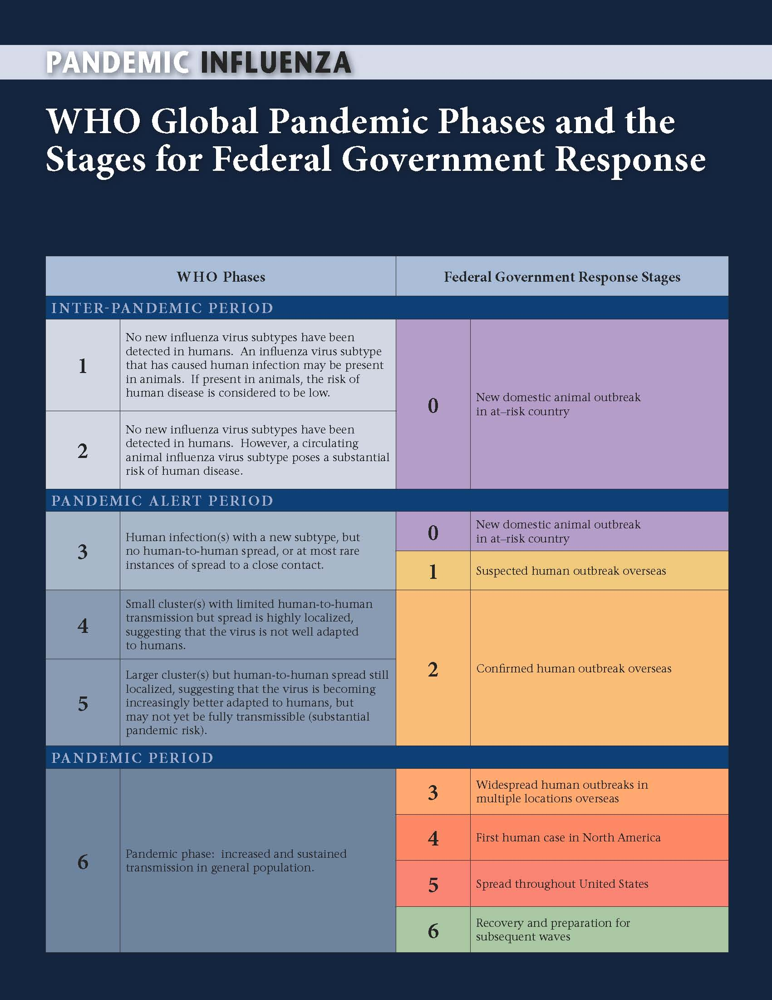 PANDEMIC INFLUENZA
WHO Global Pandemic Phases and the
Stages for Federal Government Response
WHO Phases
Federal Government Response Stages
INTER-PANDEMIC PERIOD
1
No new influenza virus subtypes have been
detected in humans. An influenza virus subtype
that has caused human infection may be present
in animals. If present in animals, the risk of
human disease is considered to be low.
2
No new influenza virus subtypes have been
detected in humans. However, a circulating
animal influenza virus subtype poses a substantial
risk of human disease.
0
New domestic animal outbreak
in at–risk country
PANDEMIC ALERT PERIOD
3
Human infection(s) with a new subtype, but
no human-to-human spread, or at most rare
instances of spread to a close contact.
0
New domestic animal outbreak
in at–risk country
1
Suspected human outbreak overseas
4
Small cluster(s) with limited human-to-human
transmission but spread is highly localized,
suggesting that the virus is not well adapted
to humans.
5
Larger cluster(s) but human-to-human spread still
localized, suggesting that the virus is becoming
increasingly better adapted to humans, but
may not yet be fully transmissible (substantial
pandemic risk).
2
Confirmed human outbreak overseas
PANDEMIC PERIOD
6
Pandemic phase: increased and sustained
transmission in general population.
3
Widespread human outbreaks in
multiple locations overseas
4
First human case in North America
5
Spread throughout United States
6
Recovery and preparation for
subsequent waves